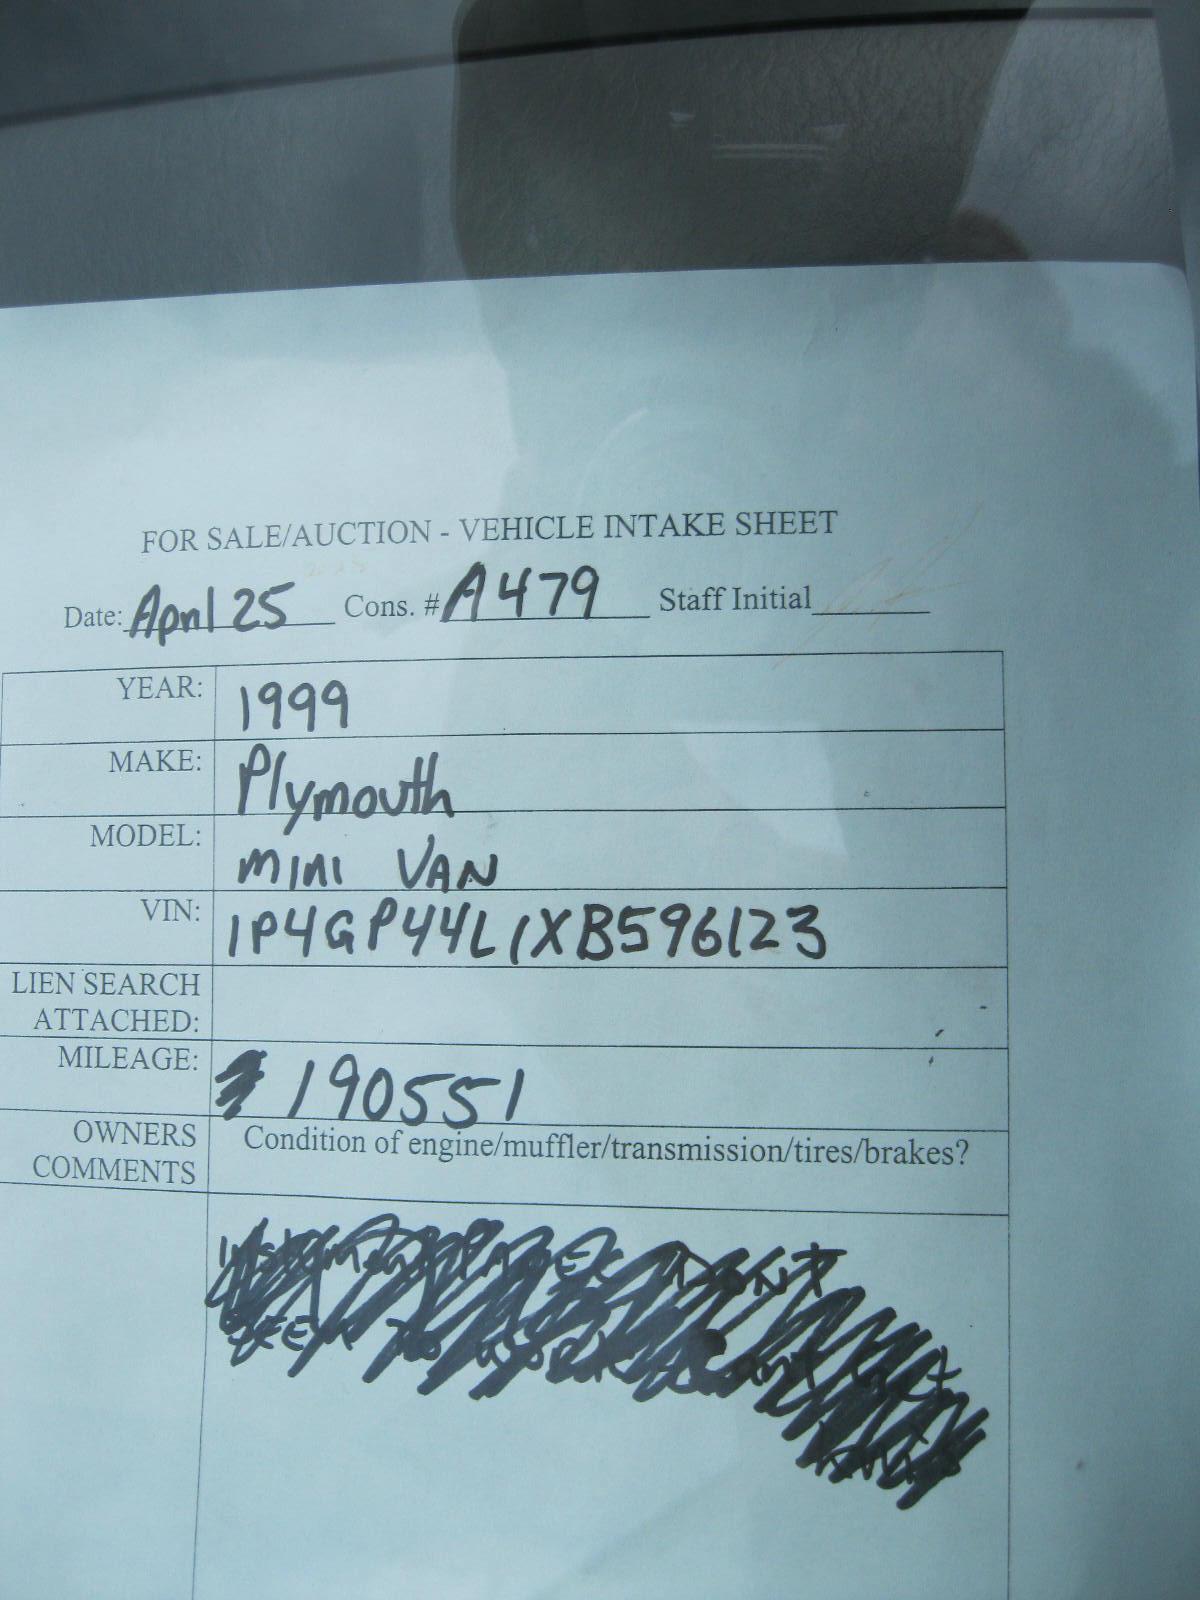 FOR SALE/AUCTION - VEHICLE INTAKE SHEET
Date: April 25 Cons. # A479 Staff Initial
YEAR: 1999
MAKE: Plymouth
MODEL: MINI VAN
VIN: 1P4GP44L1XB596123
LIEN SEARCH
ATTACHED:
MILEAGE: 190551
OWNERS
COMMENTS
Condition of engine/muffler/transmission/tires/brakes?
DONT